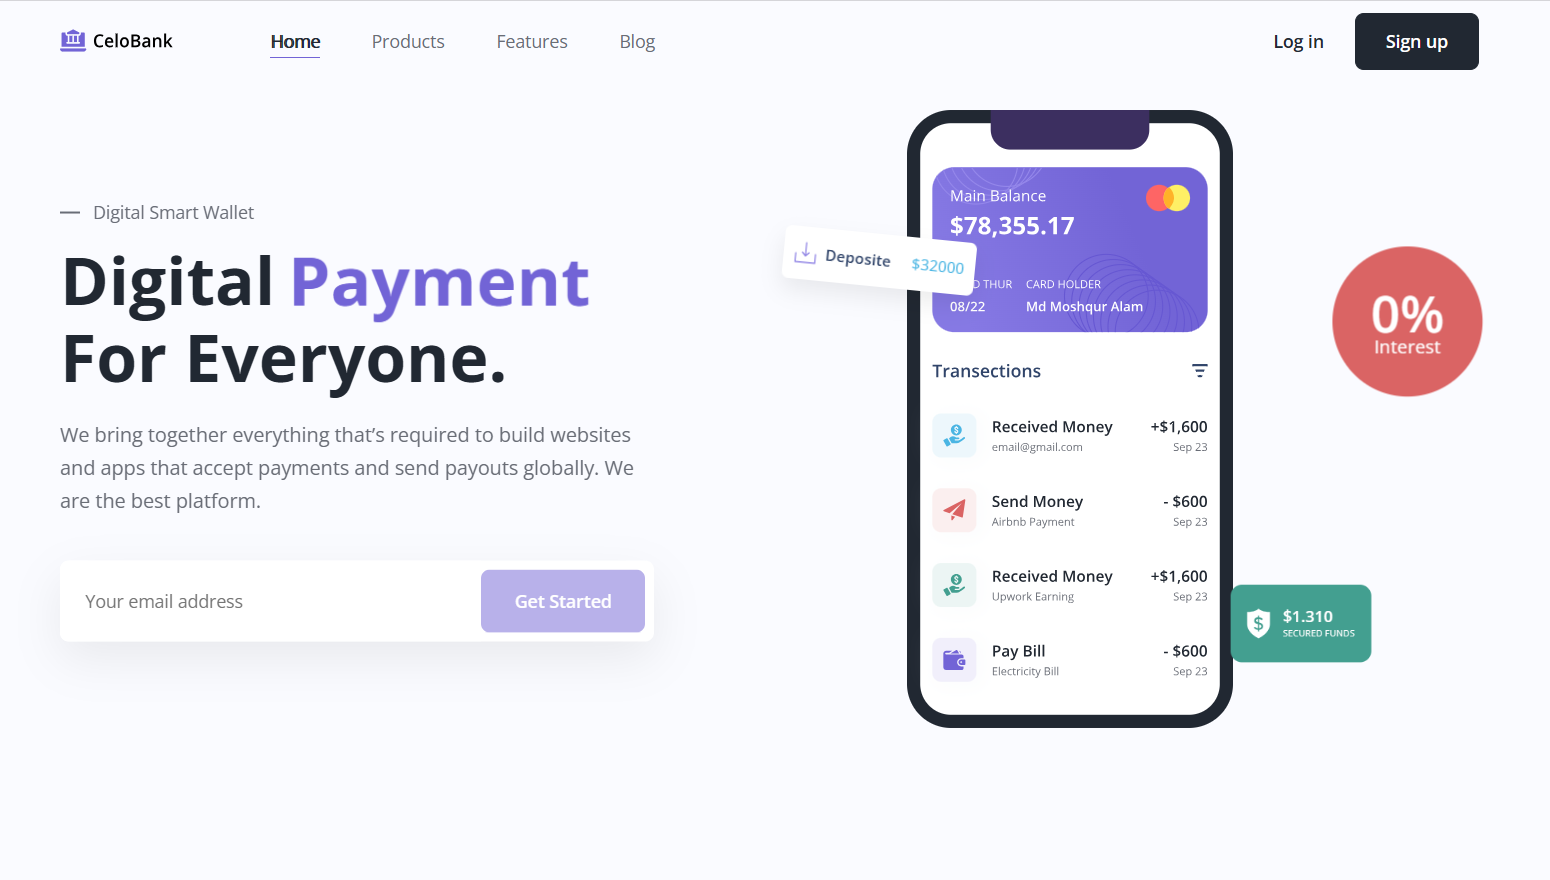 CeloBank
Home
Products
Features
Blog
Log in
Sign up
Digital Smart Wallet
Digital Payment
For Everyone.
We bring together everything that’s required to build websites
and apps that accept payments and send payouts globally. We
are the best platform.
Your email address
Get Started
Main Balance
$78,355.17
Deposite $32000
THUR CARD HOLDER
08/22 Md Moshqur Alam
Transections
Received Money +$1,600
email@gmail.com Sep 23
Send Money - $600
Airbnb Payment Sep 23
Received Money +$1,600
Upwork Earning Sep 23
Pay Bill - $600
Electricity Bill Sep 23
0%
Interest
$1.310
SECURED FUNDS